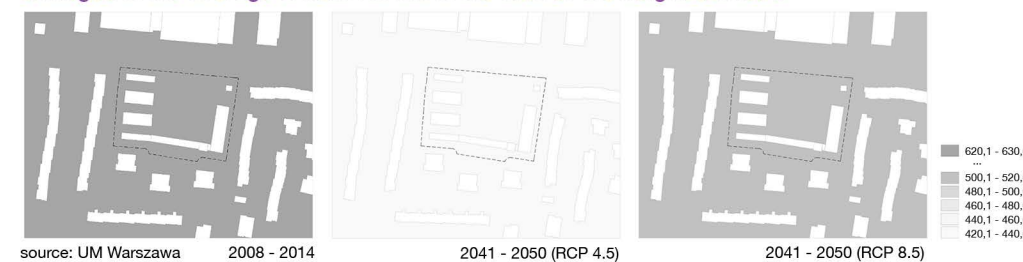 620,1 - 630,
...
500,1 - 520,
480,1 - 500,
460,1 - 480,
440,1 - 460,
420,1 - 440,
source: UM Warszawa 2008 - 2014 2041 - 2050 (RCP 4.5) 2041 - 2050 (RCP 8.5)